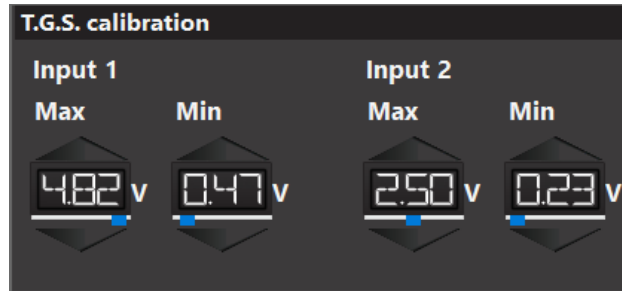 T.G.S. calibration
Input 1 Input 2
Max Min Max Min
4.82 V 0.47 V 2.50 V 0.23 V